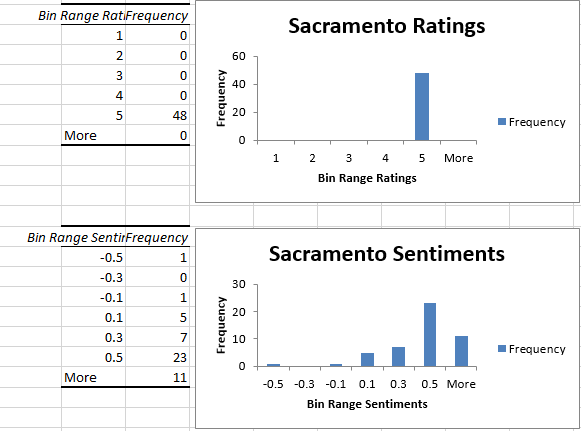 Bin Range Rati Frequency
1 0
2 0
3 0
4 0
5 48
More 0
Sacramento Ratings
60
40
20
0
Frequency
1 2 3 4 5 More
Bin Range Ratings
Frequency
Bin Range Sentir Frequency
-0.5 1
-0.3 0
-0.1 1
0.1 5
0.3 7
0.5 23
More 11
Sacramento Sentiments
30
20
10
0
Frequency
-0.5 -0.3 -0.1 0.1 0.3 0.5 More
Bin Range Sentiments
Frequency